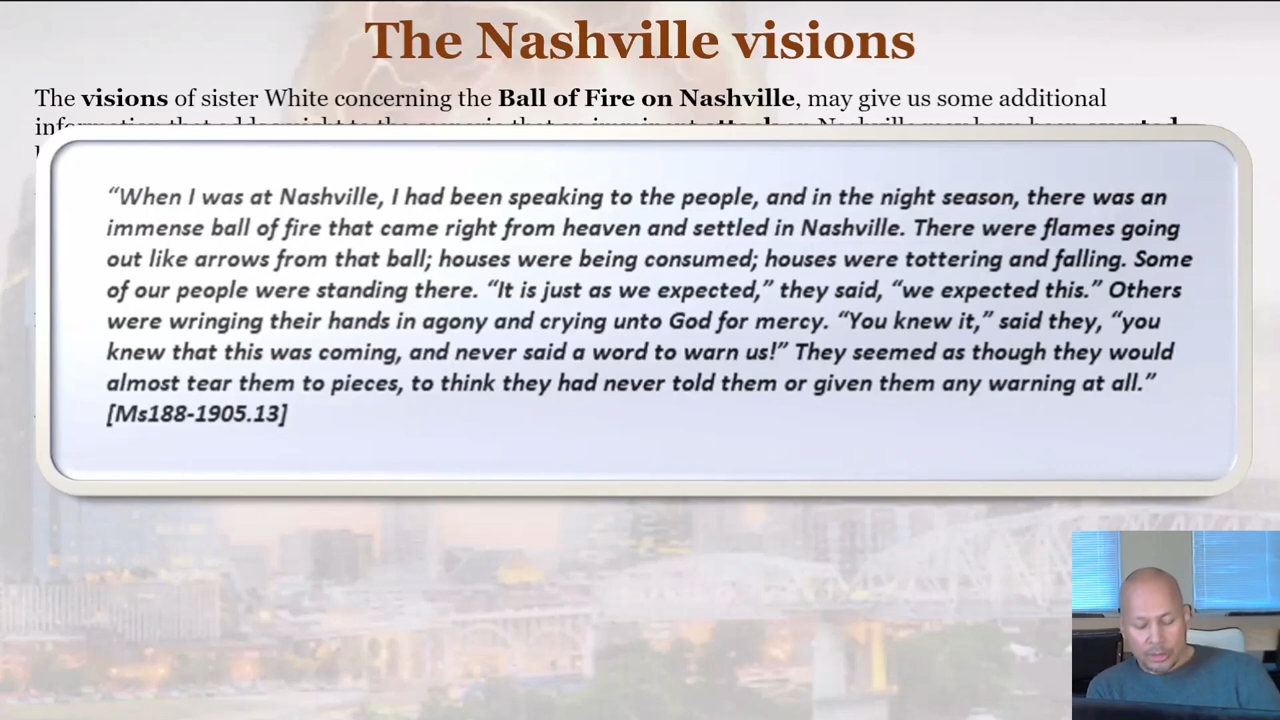 The Nashville visions
The visions of sister White concerning the Ball of Fire on Nashville, may give us some additional
“When I was at Nashville, I had been speaking to the people, and in the night season, there was an
immense ball of fire that came right from heaven and settled in Nashville. There were flames going
out like arrows from that ball; houses were being consumed; houses were tottering and falling. Some
of our people were standing there. “It is just as we expected,” they said, “we expected this.” Others
were wringing their hands in agony and crying unto God for mercy. “You knew it,” said they, “you
knew that this was coming, and never said a word to warn us!” They seemed as though they would
almost tear them to pieces, to think they had never told them or given them any warning at all.”
[Ms188-1905.13]